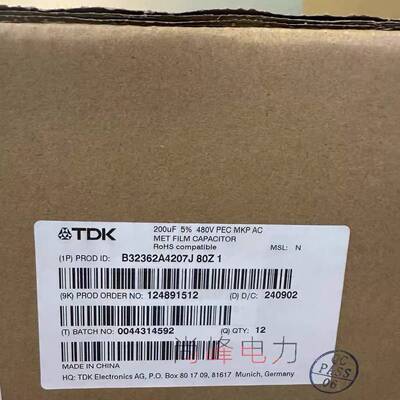 TDK
200uF 5% 480V PEC MKP AC
MET FILM CAPACITOR
RoHS compatible
MSL: N
(1P) PROD ID: B32362A4207J 80Z 1
(9K) PROD ORDER NO: 124891512 (D) D/C: 240902
(T) BATCH NO: 0044314592 (Q) QTY: 12
MADE IN CHINA
HQ: TDK Electronics AG, P.O. Box 80 17 09, 81617 Munich, Germany
尚峰电力
QC
PASS
06